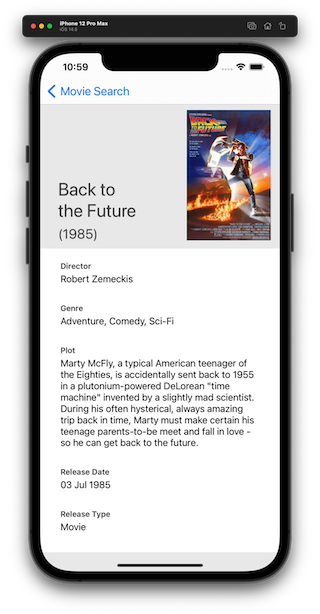 iPhone 12 Pro Max
iOS 14.5
10:59
Movie Search
BACK TO
THE FUTURE
Back to
the Future
(1985)
Director
Robert Zemeckis
Genre
Adventure, Comedy, Sci-Fi
Plot
Marty McFly, a typical American teenager of
the Eighties, is accidentally sent back to 1955
in a plutonium-powered DeLorean "time
machine" invented by a slightly mad scientist.
During his often hysterical, always amazing
trip back in time, Marty must make certain his
teenage parents-to-be meet and fall in love -
so he can get back to the future.
Release Date
03 Jul 1985
Release Type
Movie